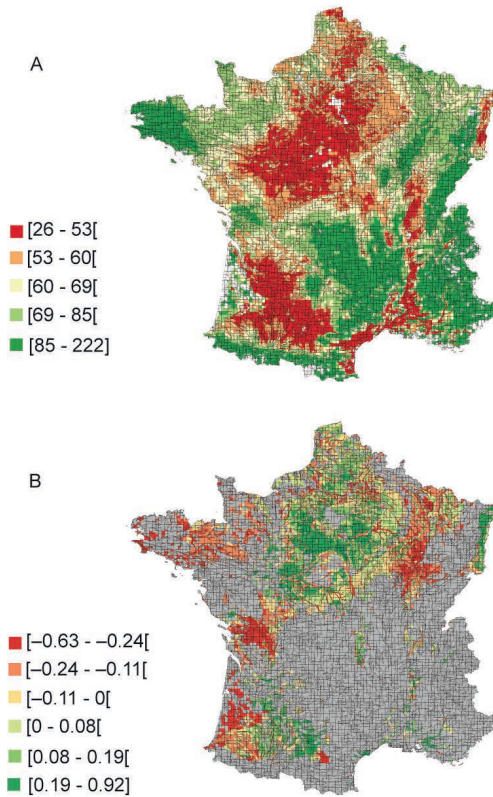 A
[26 - 53[
[53 - 60[
[60 - 69[
[69 - 85[
[85 - 222]
B
[–0.63 - –0.24[
[–0.24 - –0.11[
[–0.11 - 0[
[0 - 0.08[
[0.08 - 0.19[
[0.19 - 0.92]